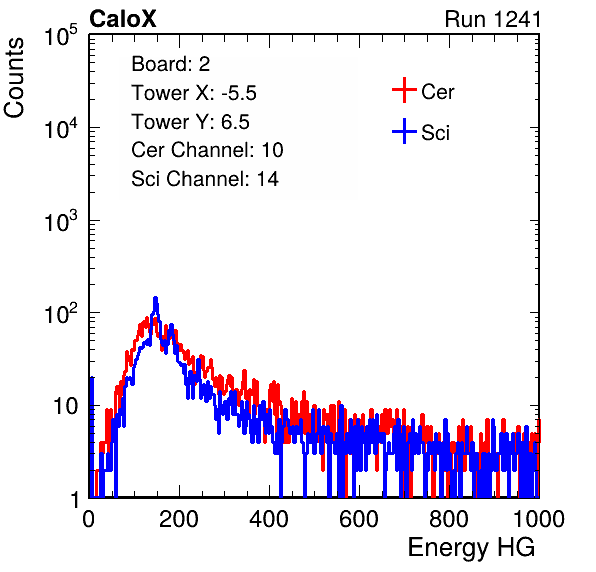 CaloX Run 1241
Counts
10^5
10^4
10^3
10^2
10
1
Board: 2
Tower X: -5.5
Tower Y: 6.5
Cer Channel: 10
Sci Channel: 14
Cer
Sci
0 200 400 600 800 1000
Energy HG